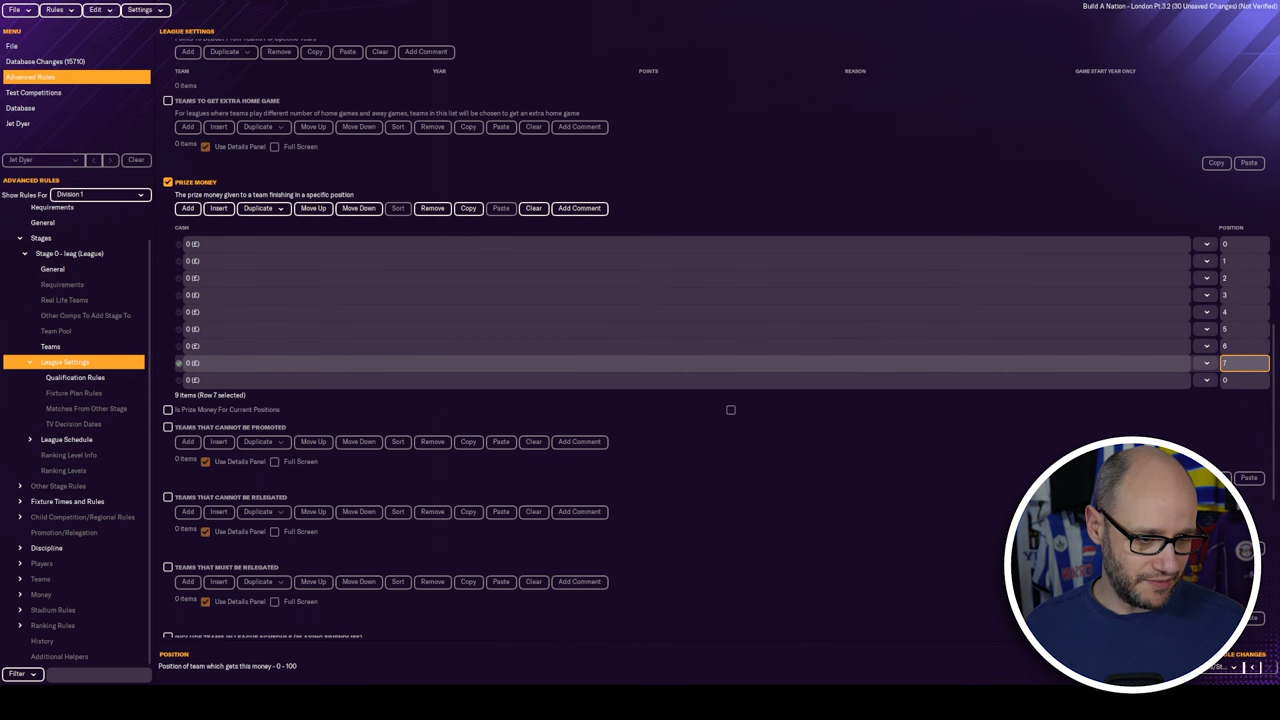 File Rules Edit Settings
Build A Nation - London Pt.3.2 (30 Unsaved Changes) (Not Verified)
MENU
File
Database Changes (15710)
Advanced Rules
Test Competitions
Database
Jet Dyer
Jet Dyer < > Clear
ADVANCED RULES
Show Rules For Division 1
Requirements
General
Stages
Stage 0 - leag (League)
General
Requirements
Real Life Teams
Other Comps To Add Stage To
Team Pool
Teams
League Settings
Qualification Rules
Fixture Plan Rules
Matches From Other Stage
TV Decision Dates
League Schedule
Ranking Level Info
Ranking Levels
Other Stage Rules
Fixture Times and Rules
Child Competition/Regional Rules
Promotion/Relegation
Discipline
Players
Teams
Money
Stadium Rules
Ranking Rules
History
Additional Helpers
Filter
LEAGUE SETTINGS
Points To Deduct From Teams For Specific Years
Add Duplicate Remove Copy Paste Clear Add Comment
TEAM YEAR POINTS REASON GAME START YEAR ONLY
0 items
TEAMS TO GET EXTRA HOME GAME
For leagues where teams play different number of home games and away games, teams in this list will be chosen to get an extra home game
Add Insert Duplicate Move Up Move Down Sort Remove Copy Paste Clear Add Comment
0 items Use Details Panel Full Screen
Copy Paste
PRIZE MONEY
The prize money given to a team finishing in a specific position
Add Insert Duplicate Move Up Move Down Sort Remove Copy Paste Clear Add Comment
CASH POSITION
0 (£) 0
0 (£) 1
0 (£) 2
0 (£) 3
0 (£) 4
0 (£) 5
0 (£) 6
0 (£) 7
0 (£) 0
9 items (Row 7 selected)
Is Prize Money For Current Positions
TEAMS THAT CANNOT BE PROMOTED
Add Insert Duplicate Move Up Move Down Sort Remove Copy Paste Clear Add Comment
0 items Use Details Panel Full Screen
Paste
TEAMS THAT CANNOT BE RELEGATED
Add Insert Duplicate Move Up Move Down Sort Remove Copy Paste Clear Add Comment
0 items Use Details Panel Full Screen
TEAMS THAT MUST BE RELEGATED
Add Insert Duplicate Move Up Move Down Sort Remove Copy Paste Clear Add Comment
0 items Use Details Panel Full Screen
INCLUDE TEAMS IN LEAGUE SCHEDULE (PLAYING FRIENDLIES)
POSITION
Position of team which gets this money - 0 - 100